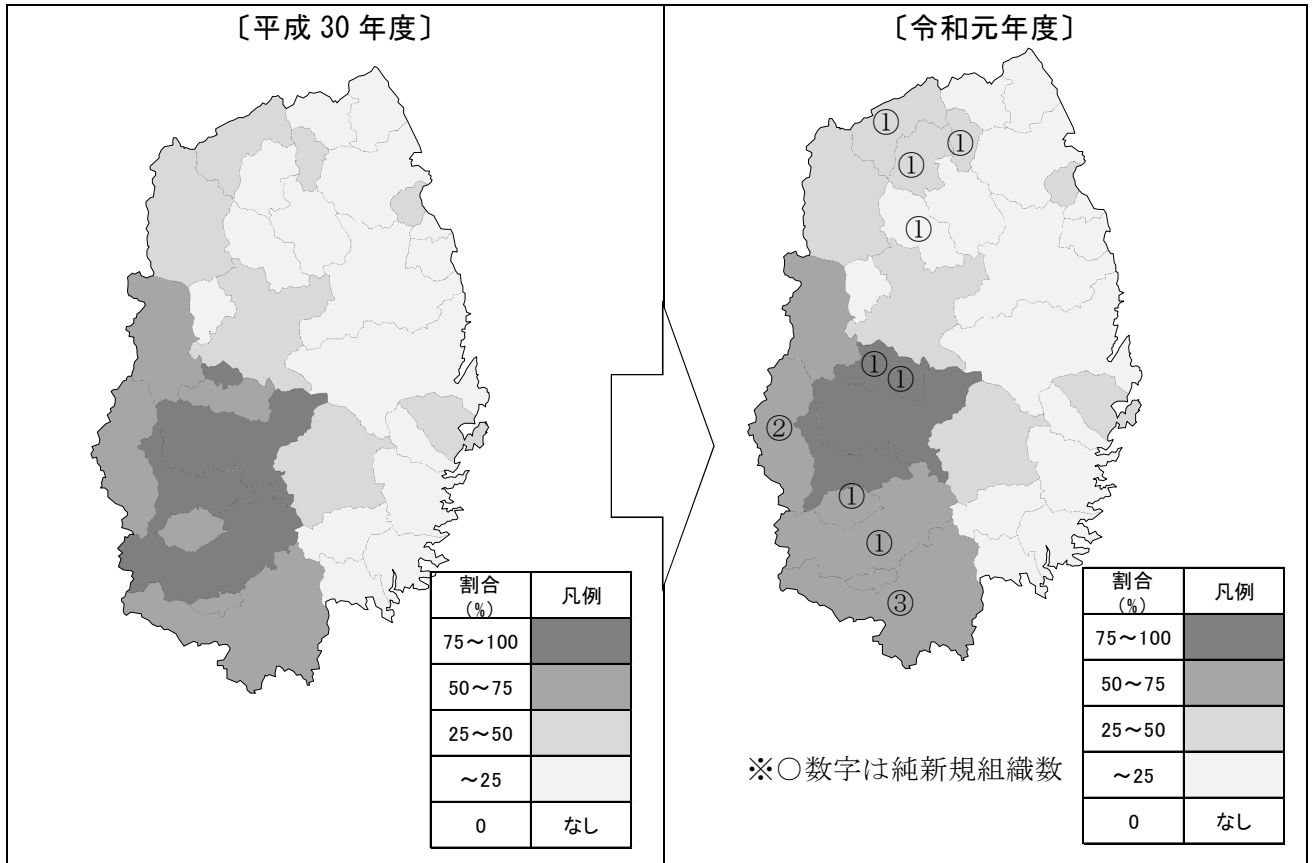 〔平成 30 年度〕
割合
(%)
凡例
75～100
50～75
25～50
～25
0
なし
〔令和元年度〕
①
①
①
①
①
①
②
①
①
③
※○数字は純新規組織数
割合
(%)
凡例
75～100
50～75
25～50
～25
0
なし